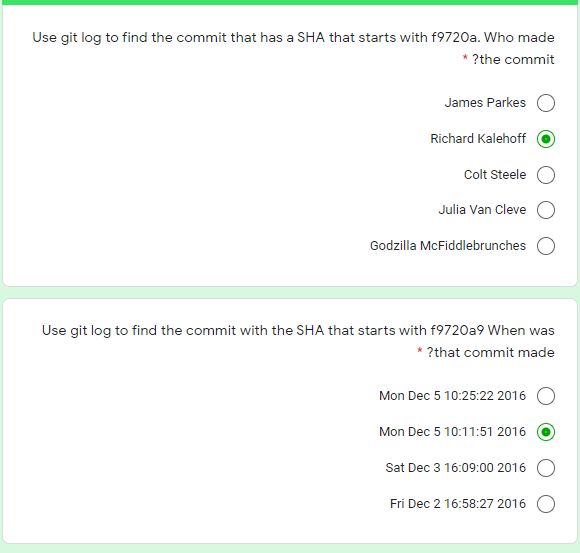 Use git log to find the commit that has a SHA that starts with f9720a. Who made
* ?the commit
James Parkes
Richard Kalehoff
Colt Steele
Julia Van Cleve
Godzilla McFiddlebrunches
Use git log to find the commit with the SHA that starts with f9720a9 When was
* ?that commit made
Mon Dec 5 10:25:22 2016
Mon Dec 5 10:11:51 2016
Sat Dec 3 16:09:00 2016
Fri Dec 2 16:58:27 2016